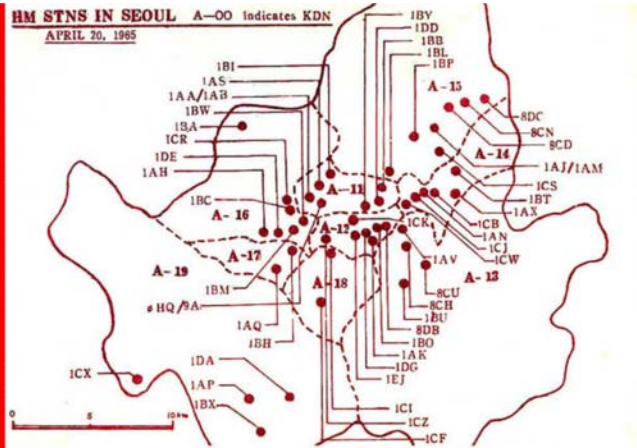 HM STNS IN SEOUL A-OO indicates KDN
APRIL 20, 1965
1BV
1DD
1BB
1BL
1BP
1BI
1AS
1AA/1AB
1BW
1BA
1CR
1DE
1AH
1BC
A-15
8DC
8CN
8CD
A-14
1AJ/1AM
1CS
1BT
1AX
1CB
1AN
1CJ
1CW
A-11
A-16
A-12
1CK
A-17
A-19
1AV
A-13
A-18
1BM
HQ/9A
1AQ
1BH
8CU
8CH
1BU
8DB
1BO
1AK
1DG
1EJ
1CX
1DA
1AP
1BX
1CI
1CZ
1CF
0 5 10km